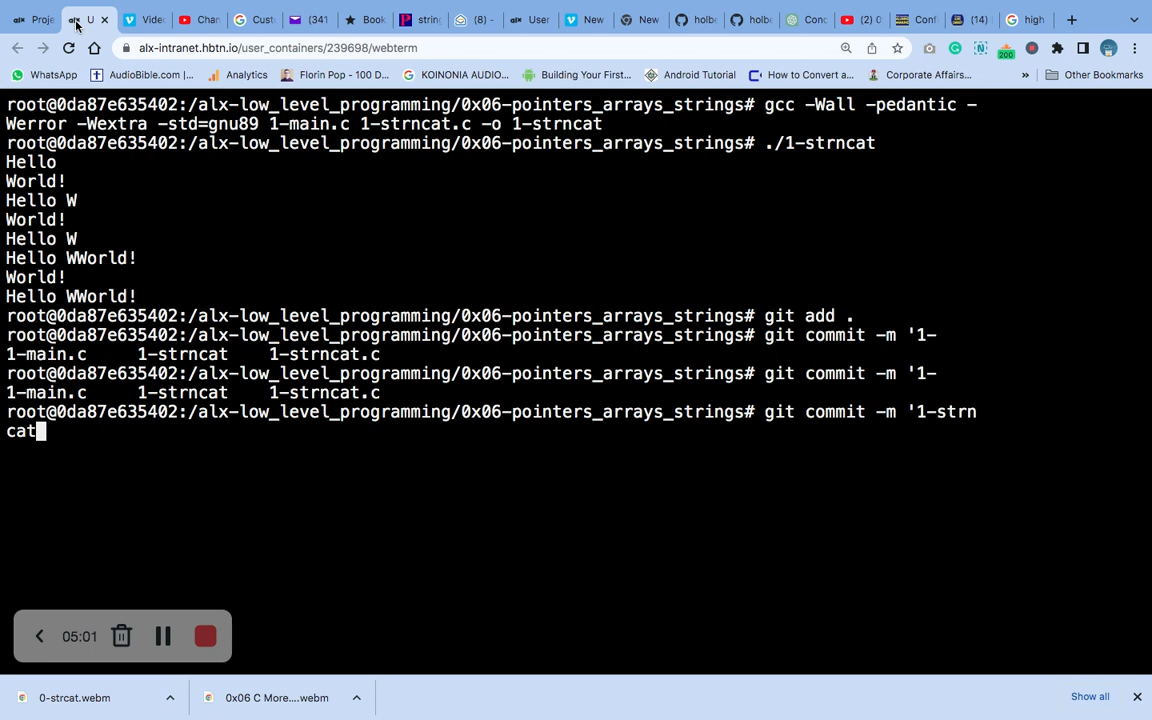 Proje
U
Vide
Chan
Cust
(341
Book
string
(8) -
User
New
New
holbe
holbe
Conc
(2) 0
Conf
(14)
high
alx-intranet.hbtn.io/user_containers/239698/webterm
200
WhatsApp
AudioBible.com |...
Analytics
Florin Pop - 100 D...
KOINONIA AUDIO...
Building Your First...
Android Tutorial
How to Convert a...
Corporate Affairs...
»
Other Bookmarks
root@0da87e635402:/alx-low_level_programming/0x06-pointers_arrays_strings# gcc -Wall -pedantic -
Werror -Wextra -std=gnu89 1-main.c 1-strncat.c -o 1-strncat
root@0da87e635402:/alx-low_level_programming/0x06-pointers_arrays_strings# ./1-strncat
Hello
World!
Hello W
World!
Hello W
Hello WWorld!
World!
Hello WWorld!
root@0da87e635402:/alx-low_level_programming/0x06-pointers_arrays_strings# git add .
root@0da87e635402:/alx-low_level_programming/0x06-pointers_arrays_strings# git commit -m '1-
1-main.c     1-strncat    1-strncat.c
root@0da87e635402:/alx-low_level_programming/0x06-pointers_arrays_strings# git commit -m '1-
1-main.c     1-strncat    1-strncat.c
root@0da87e635402:/alx-low_level_programming/0x06-pointers_arrays_strings# git commit -m '1-strn
cat
05:01
0-strcat.webm
0x06 C More....webm
Show all